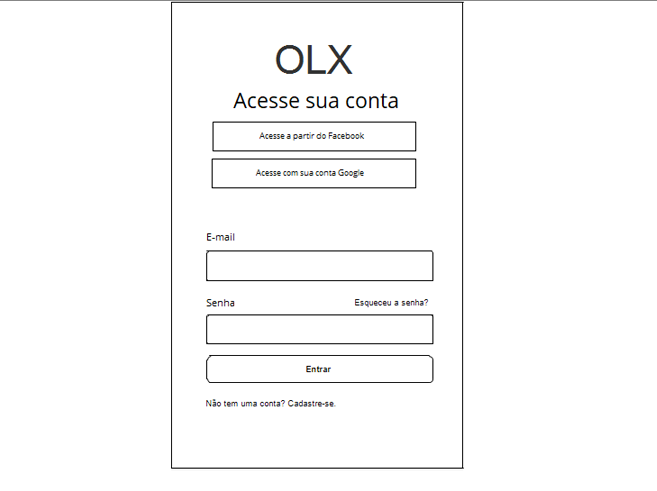 OLX
Acesse sua conta
Acesse a partir do Facebook
Acesse com sua conta Google
E-mail
Senha Esqueceu a senha?
Entrar
Não tem uma conta? Cadastre-se.